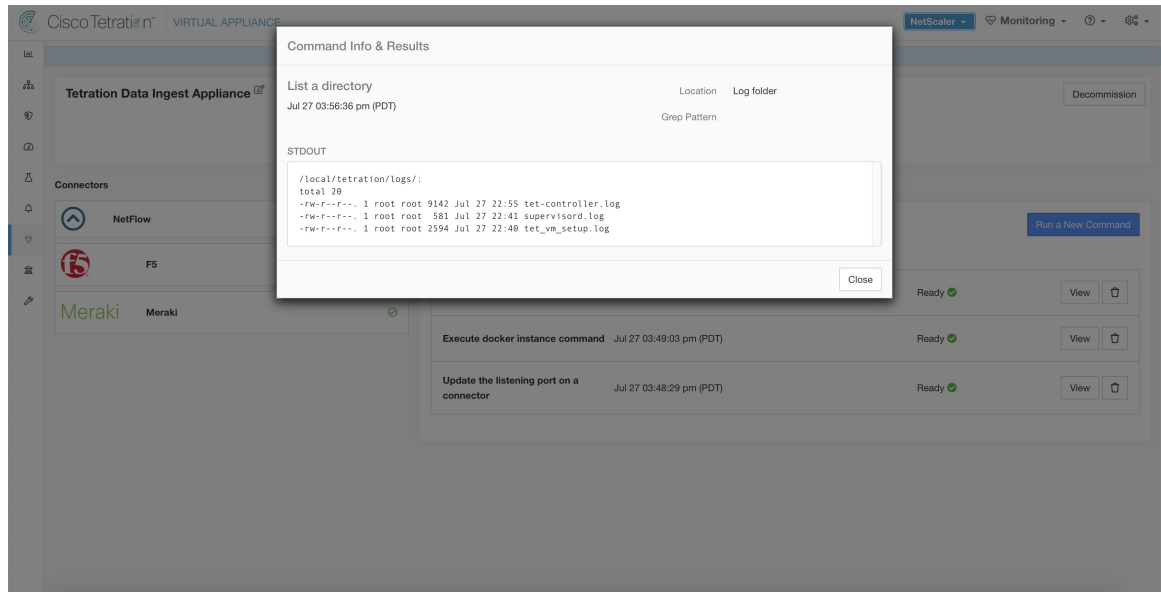 Cisco Tetration™ VIRTUAL APPLIANCE
NetScaler
Monitoring
Tetration Data Ingest Appliance
Decommission
Connectors
NetFlow
F5
Meraki Meraki
Command Info & Results
List a directory
Jul 27 03:56:36 pm (PDT)
Location Log folder
Grep Pattern
STDOUT
/local/tetration/logs/:
total 20
-rw-r--r--. 1 root root 9142 Jul 27 22:55 tet-controller.log
-rw-r--r--. 1 root root  581 Jul 27 22:41 supervisord.log
-rw-r--r--. 1 root root 2594 Jul 27 22:40 tet_vm_setup.log
Close
Run a New Command
Ready View
Execute docker instance command Jul 27 03:49:03 pm (PDT) Ready View
Update the listening port on a
connector
Jul 27 03:48:29 pm (PDT) Ready View